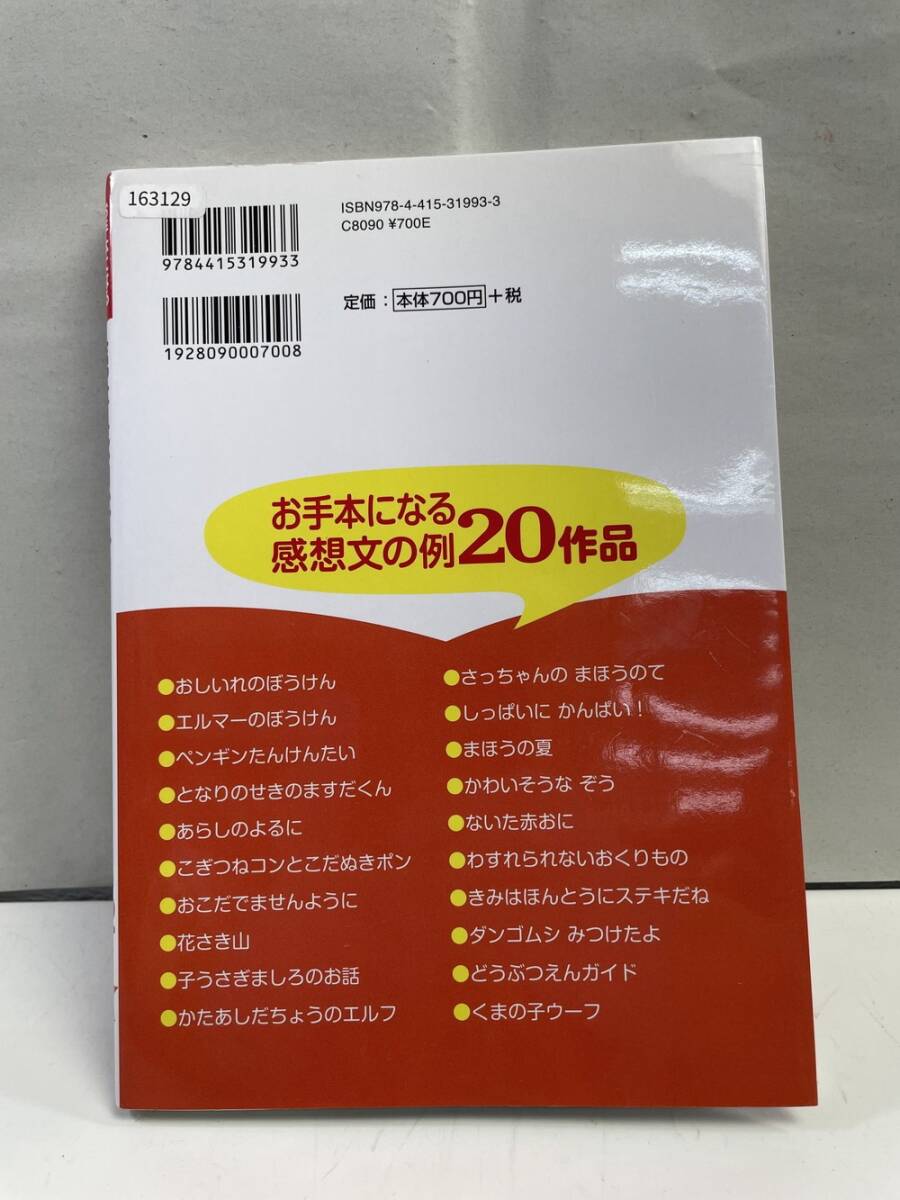 163129
ISBN978-4-415-31993-3
C8090 ¥700E
9784415319933
定価：本体700円+税
1928090007008
お手本になる
感想文の例20作品
●おしいれのぼうけん
●エルマーのぼうけん
●ペンギンたんけんたい
●となりのせきのますだくん
●あらしのよるに
●こぎつねコンとこだぬきポン
●おこだでませんように
●花さき山
●子うさぎましろのお話
●かたあしだちょうのエルフ
●さっちゃんの まほうのて
●しっぱいに かんぱい！
●まほうの夏
●かわいそうな ぞう
●ないた赤おに
●わすれられないおくりもの
●きみはほんとうにステキだね
●ダンゴムシ みつけたよ
●どうぶつえんガイド
●くまの子ウーフ